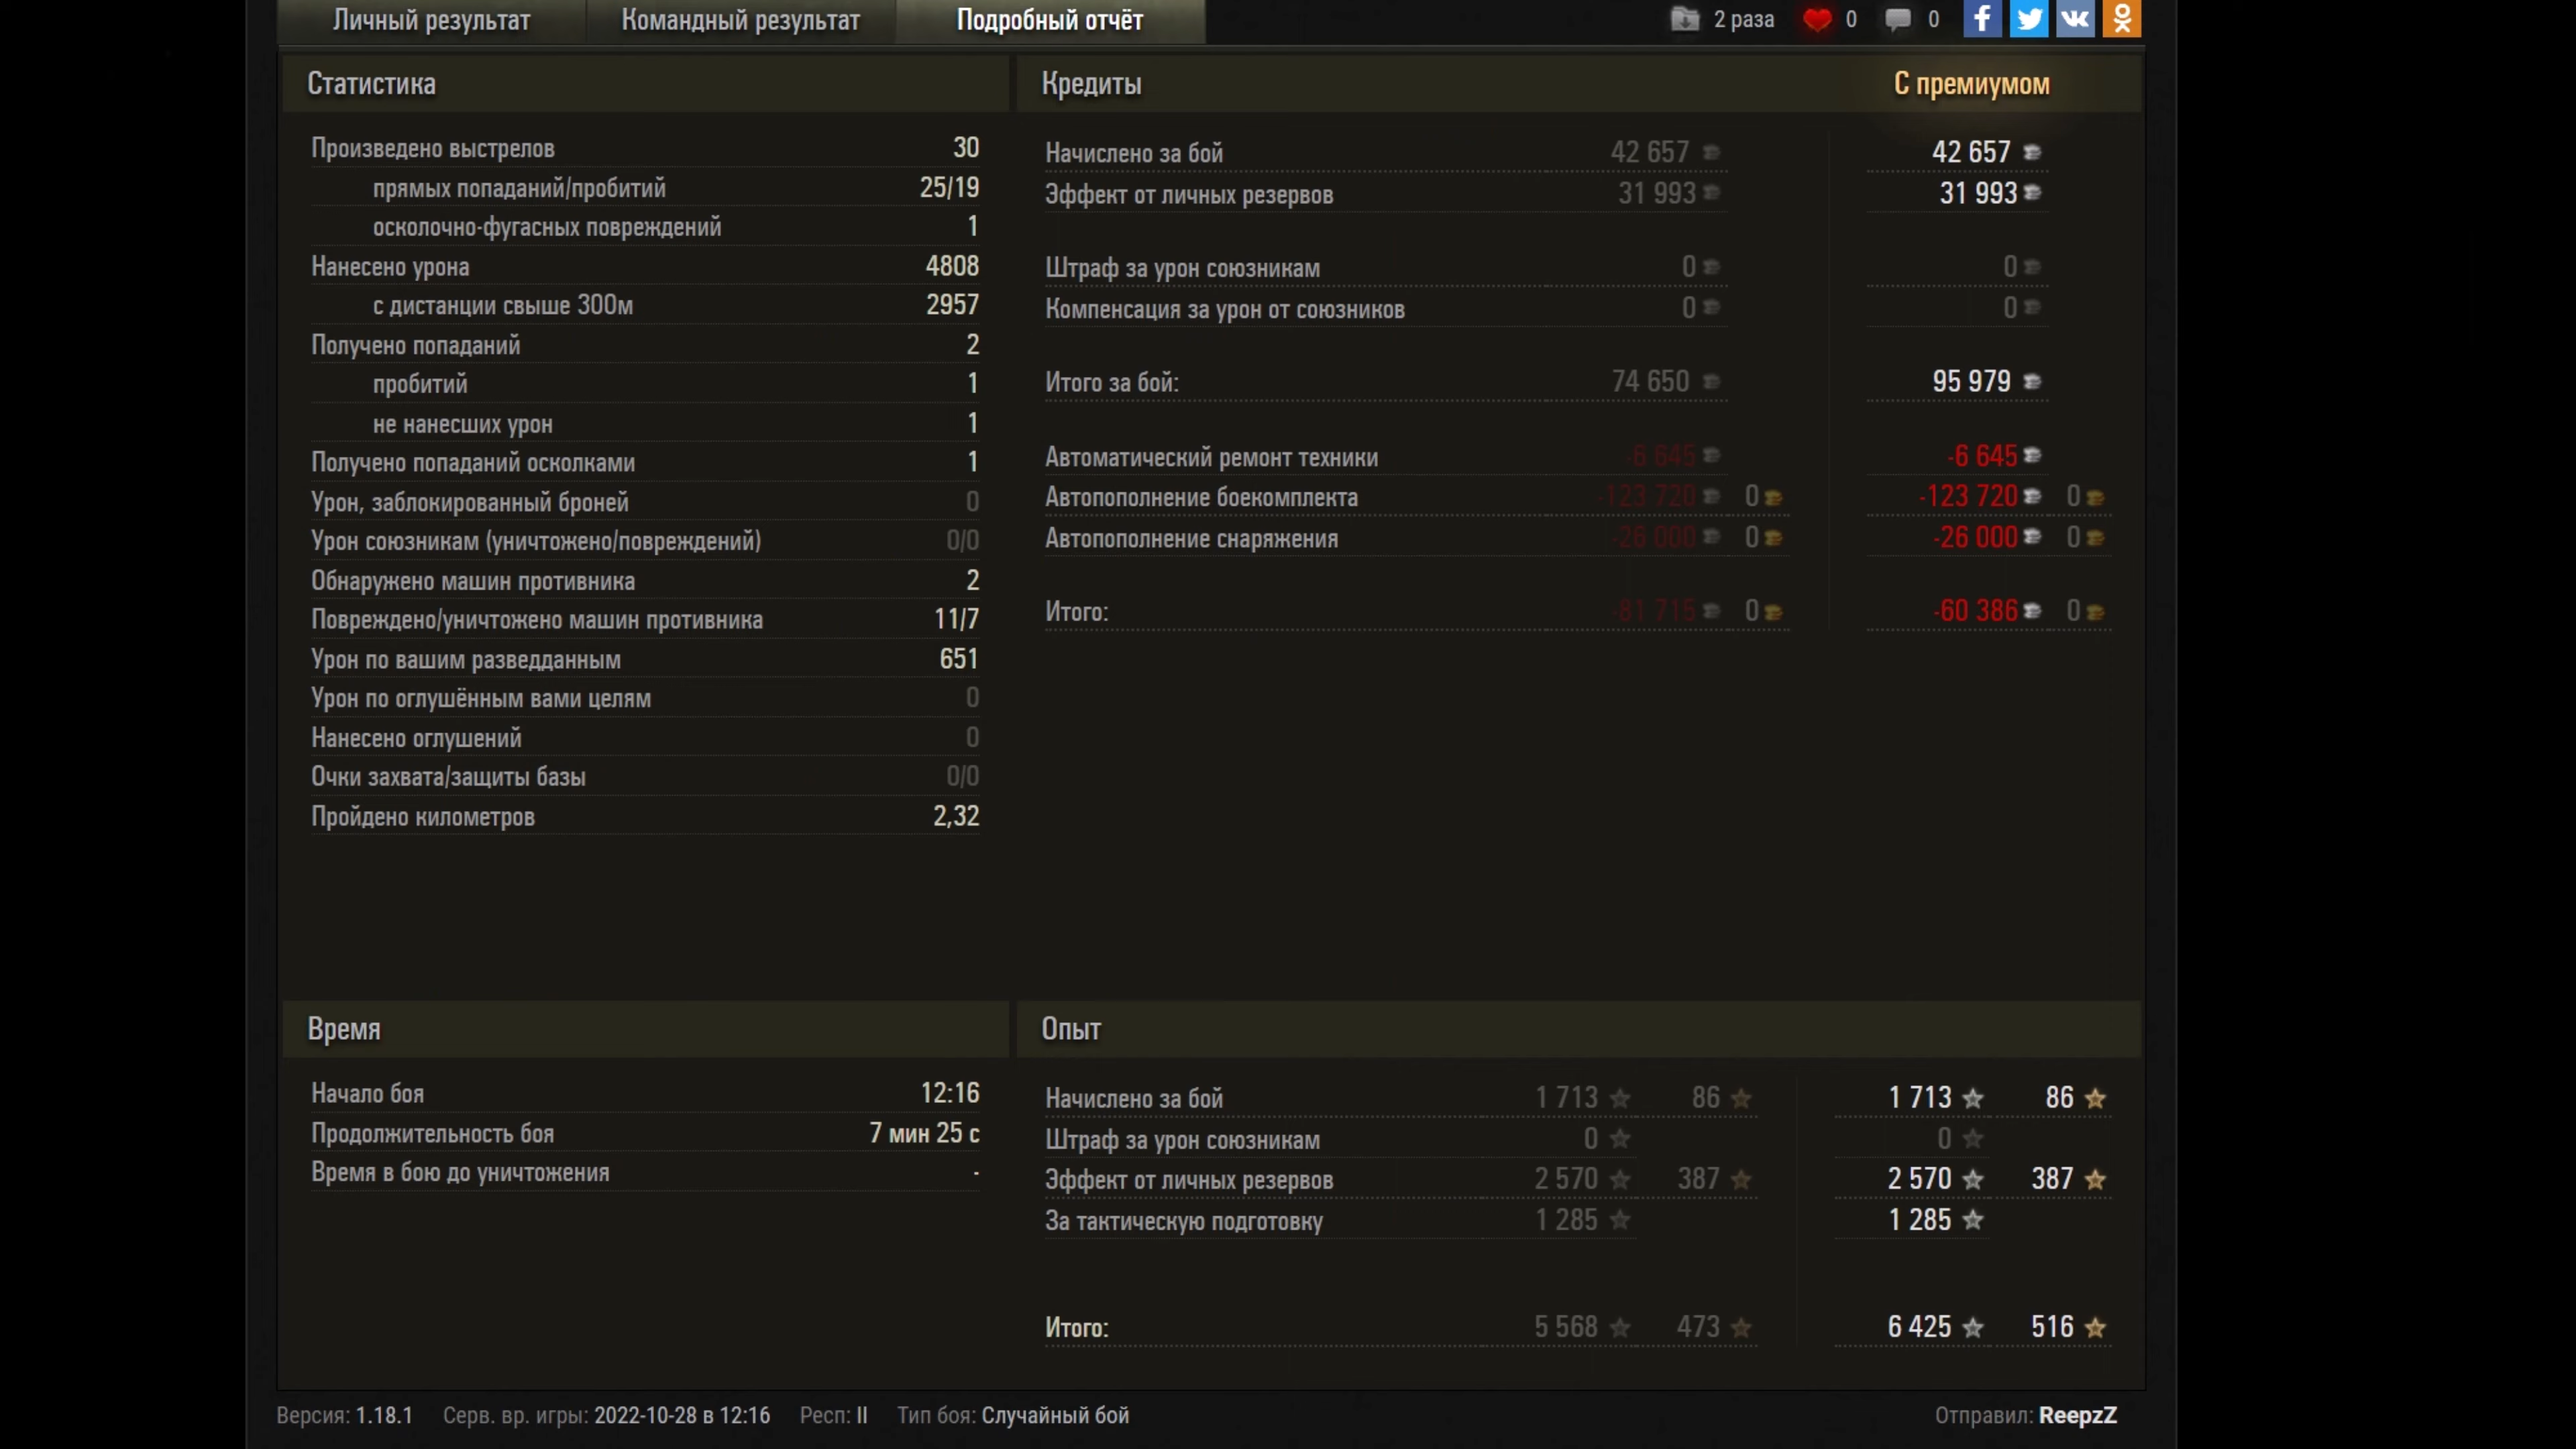 Личный результат Командный результат Подробный отчёт 2 раза 0 0
Статистика
Произведено выстрелов 30
прямых попаданий/пробитий 25/19
осколочно-фугасных повреждений 1
Нанесено урона 4808
с дистанции свыше 300м 2957
Получено попаданий 2
пробитий 1
не нанесших урон 1
Получено попаданий осколками 1
Урон, заблокированный броней 0
Урон союзникам (уничтожено/повреждений) 0/0
Обнаружено машин противника 2
Повреждено/уничтожено машин противника 11/7
Урон по вашим разведданным 651
Урон по оглушённым вами целям 0
Нанесено оглушений 0
Очки захвата/защиты базы 0/0
Пройдено километров 2,32
Кредиты С премиумом
Начислено за бой 42 657 42 657
Эффект от личных резервов 31 993 31 993
Штраф за урон союзникам 0 0
Компенсация за урон от союзников 0 0
Итого за бой: 74 650 95 979
Автоматический ремонт техники -6 645 -6 645
Автопополнение боекомплекта -123 720 0 -123 720 0
Автопополнение снаряжения -26 000 0 -26 000 0
Итого: -81 715 0 -60 386 0
Время
Начало боя 12:16
Продолжительность боя 7 мин 25 с
Время в бою до уничтожения -
Опыт
Начислено за бой 1 713 86 1 713 86
Штраф за урон союзникам 0 0
Эффект от личных резервов 2 570 387 2 570 387
За тактическую подготовку 1 285 1 285
Итого: 5 568 473 6 425 516
Версия: 1.18.1 Серв. вр. игры: 2022-10-28 в 12:16 Респ: II Тип боя: Случайный бой Отправил: ReepzZ